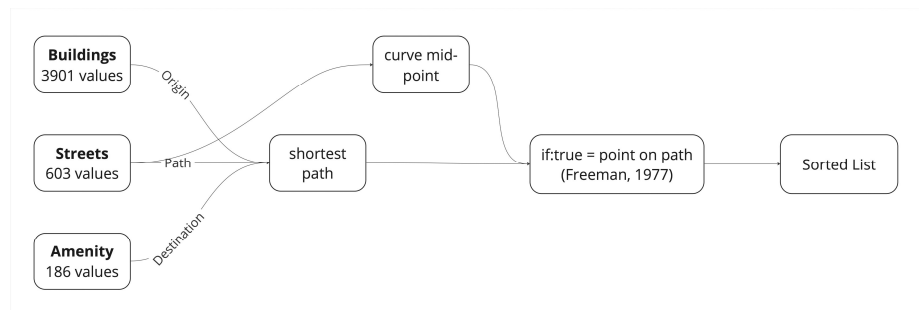 Buildings
3901 values
Origin
curve mid-
point
Streets
603 values
Path
shortest
path
if:true = point on path
(Freeman, 1977)
Sorted List
Destination
Amenity
186 values